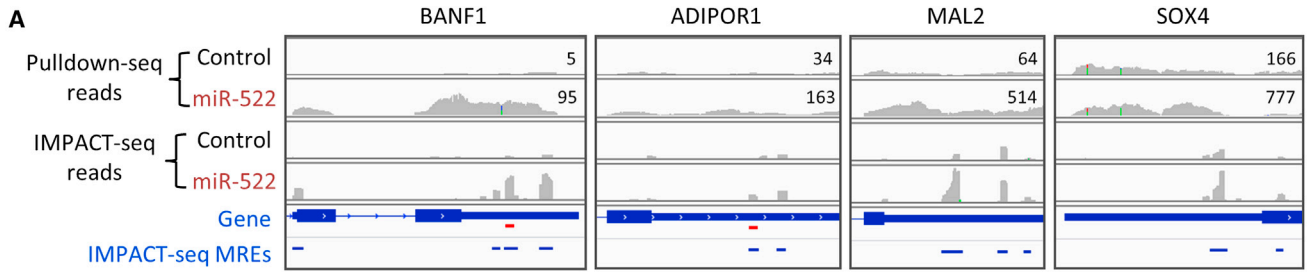 A
BANF1 ADIPOR1 MAL2 SOX4
Pulldown-seq reads
Control 5 34 64 166
miR-522 95 163 514 777
IMPACT-seq reads
Control
miR-522
Gene
IMPACT-seq MREs